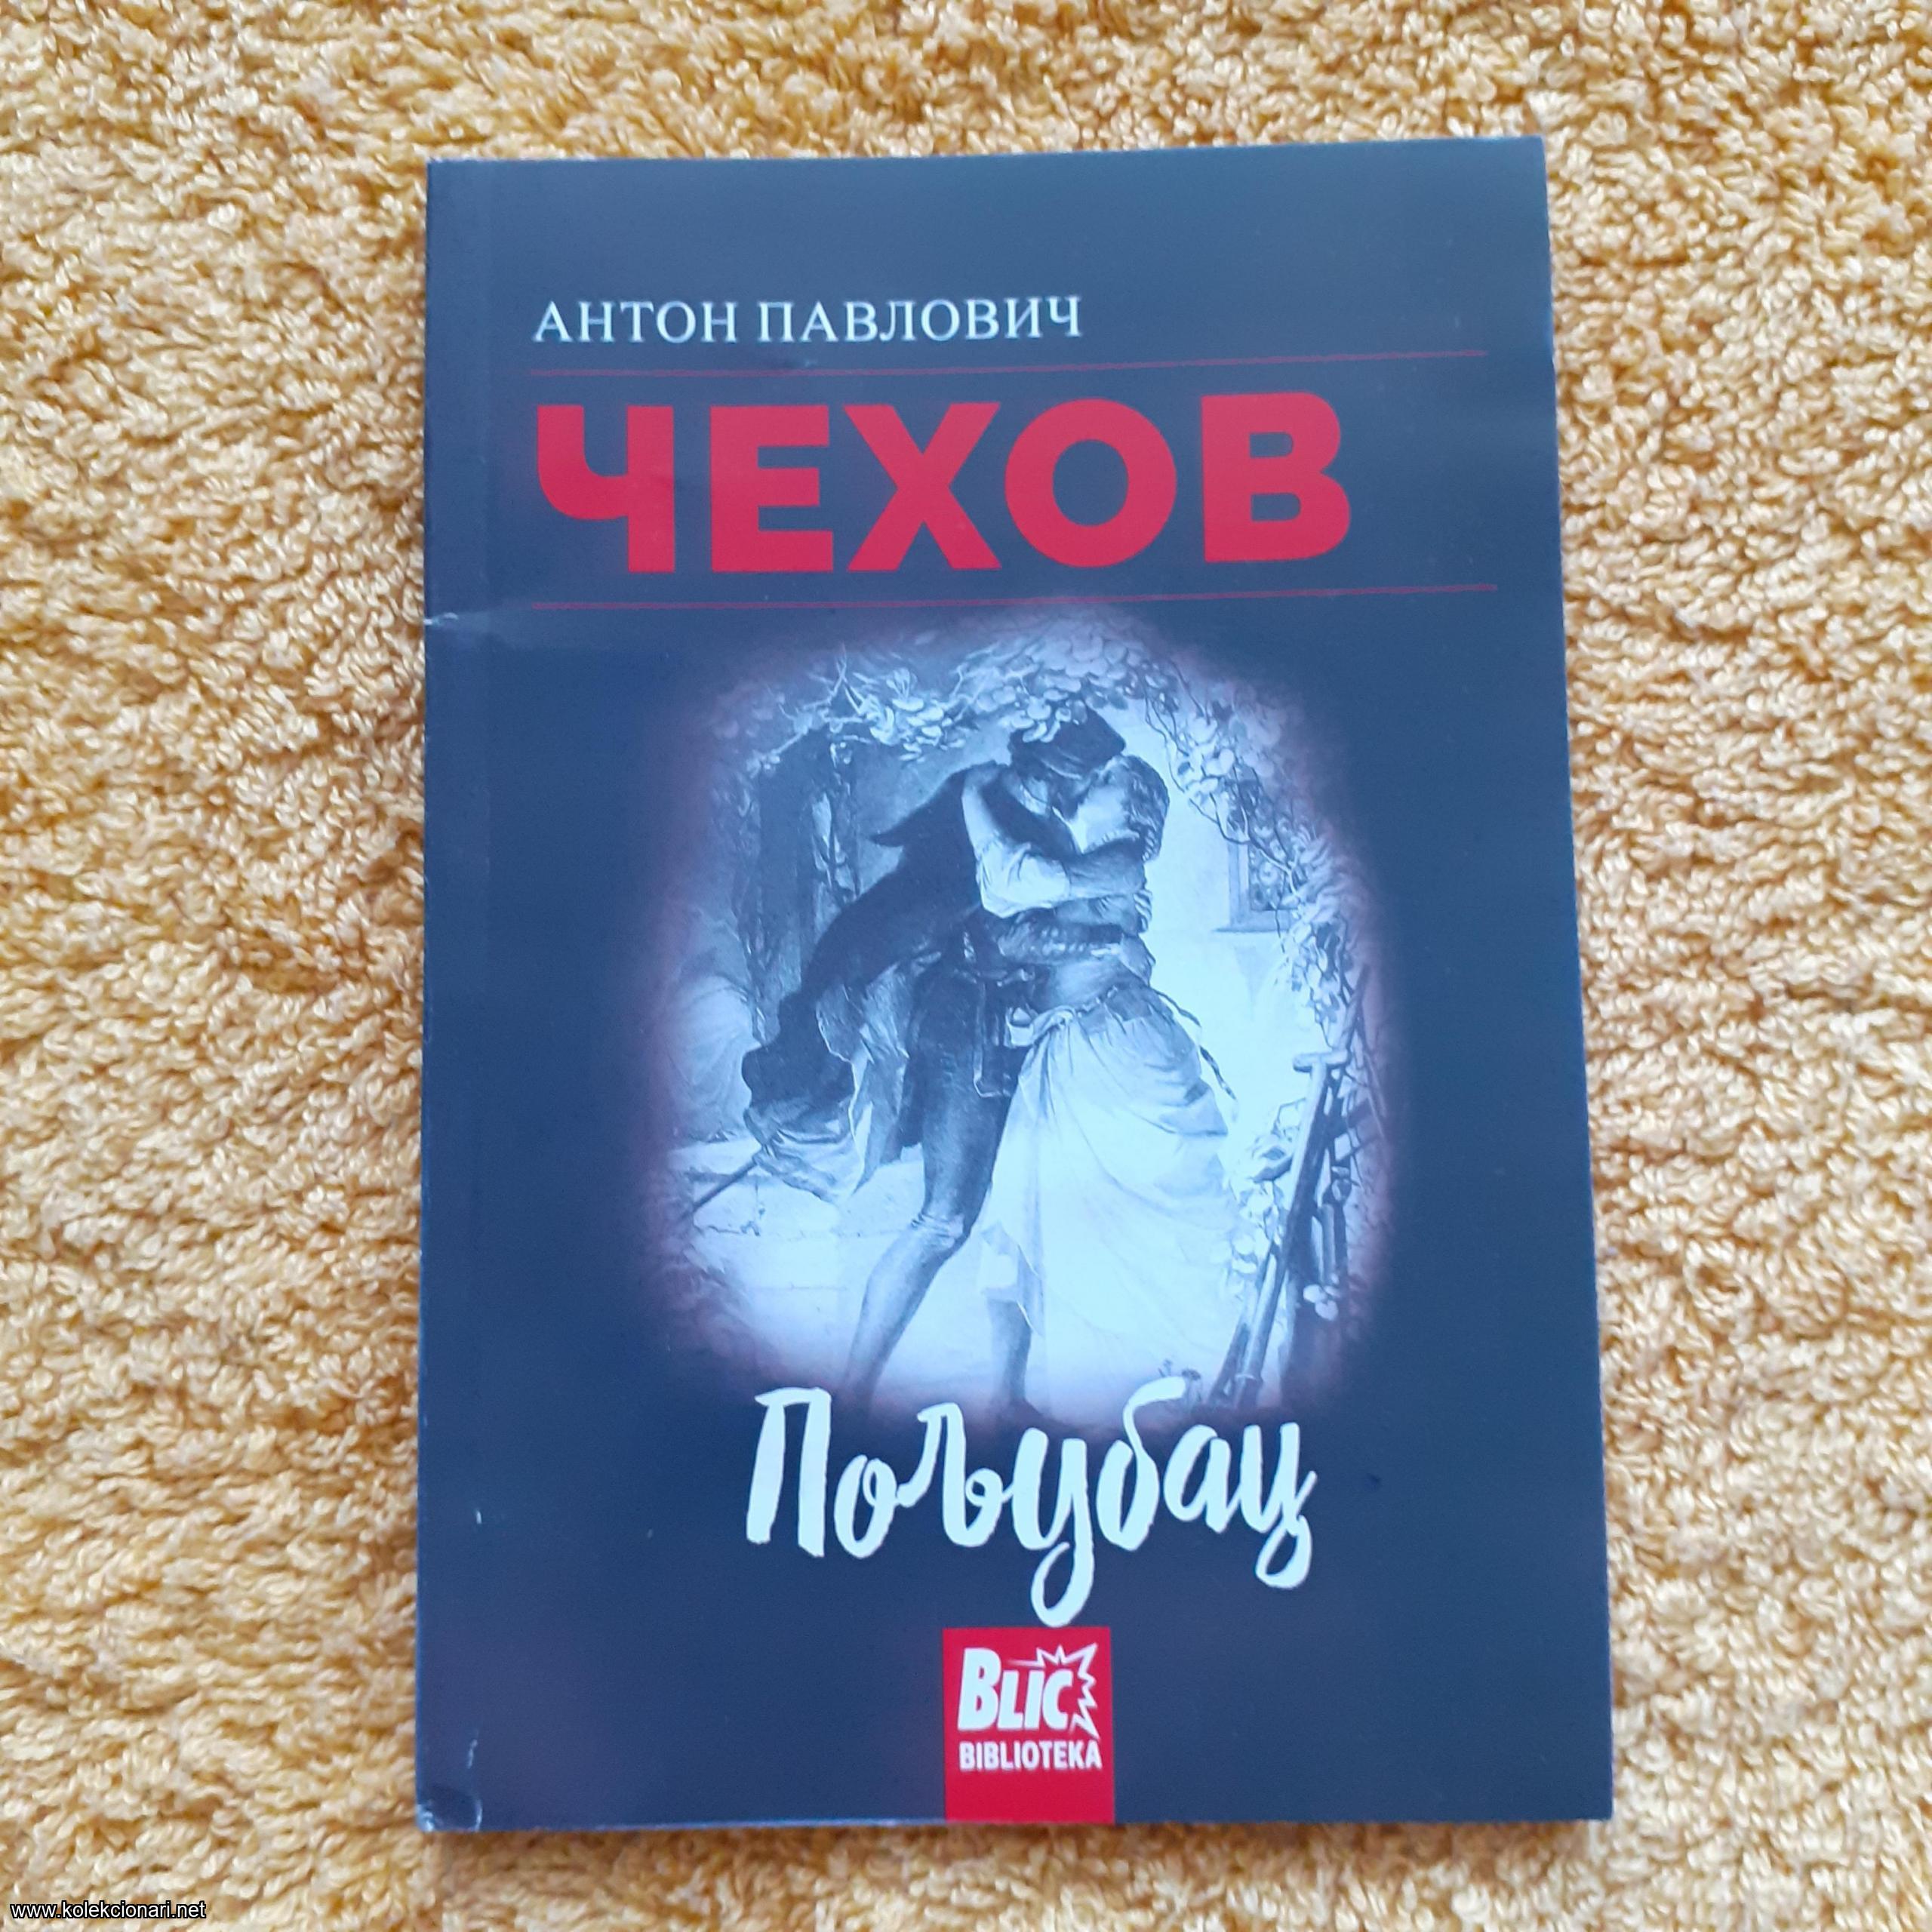 АНТОН ПАВЛОВИЧ
ЧЕХОВ
Пољубац
BLIC
BIBLIOTEKA
www.kolekcionari.net